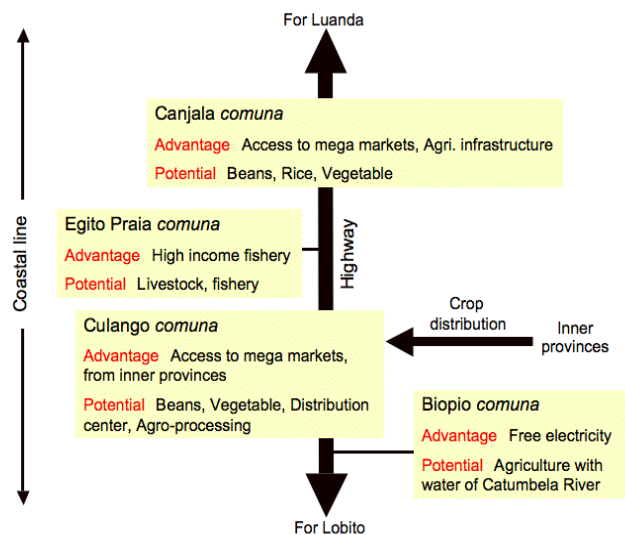 For Luanda
Coastal line
Canjala comuna
Advantage Access to mega markets, Agri. infrastructure
Potential Beans, Rice, Vegetable
Egito Praia comuna
Advantage High income fishery
Potential Livestock, fishery
Highway
Culango comuna
Advantage Access to mega markets,
from inner provinces
Potential Beans, Vegetable, Distribution
center, Agro-processing
Crop
distribution
Inner
provinces
Biopio comuna
Advantage Free electricity
Potential Agriculture with
water of Catumbela River
For Lobito